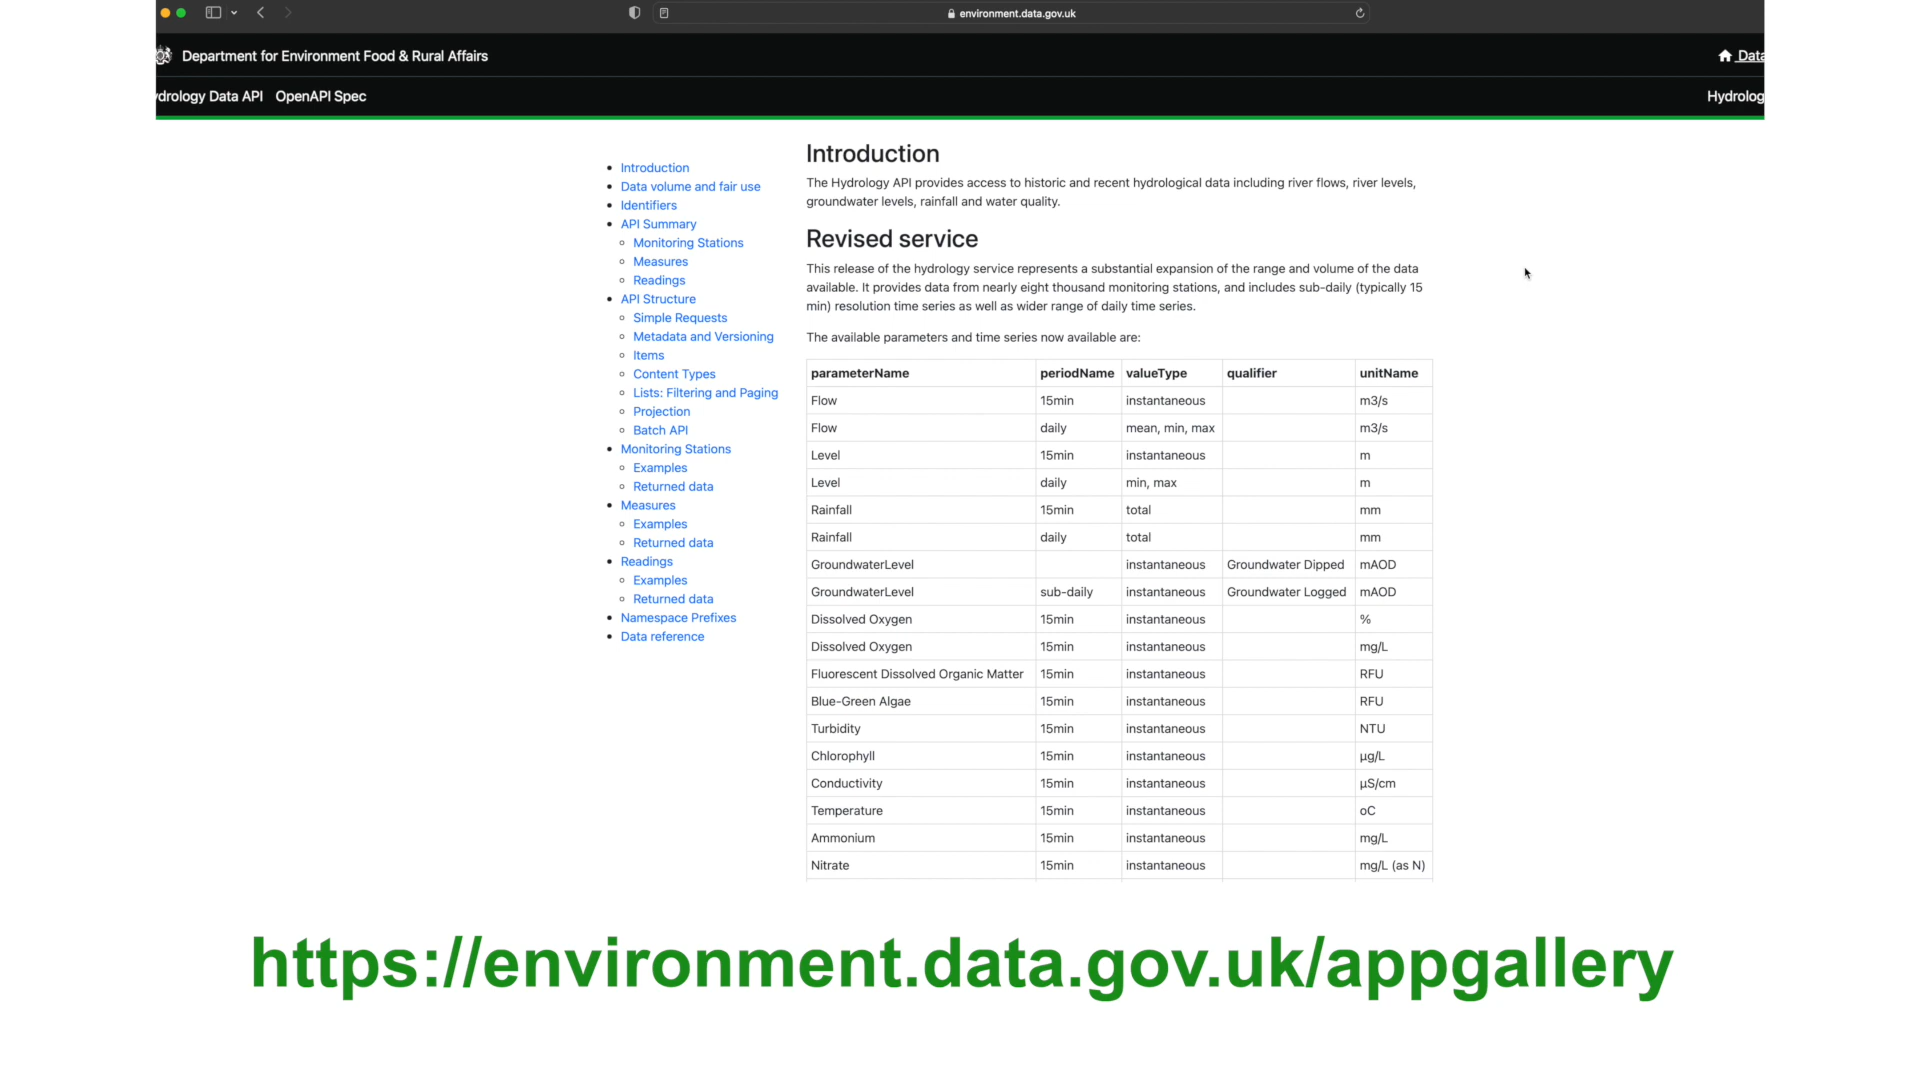 environment.data.gov.uk
Department for Environment Food & Rural Affairs
Data
drology Data API OpenAPI Spec
Hydrolog
Introduction
Data volume and fair use
Identifiers
API Summary
Monitoring Stations
Measures
Readings
API Structure
Simple Requests
Metadata and Versioning
Items
Content Types
Lists: Filtering and Paging
Projection
Batch API
Monitoring Stations
Examples
Returned data
Measures
Examples
Returned data
Readings
Examples
Returned data
Namespace Prefixes
Data reference
Introduction
The Hydrology API provides access to historic and recent hydrological data including river flows, river levels,
groundwater levels, rainfall and water quality.
Revised service
This release of the hydrology service represents a substantial expansion of the range and volume of the data
available. It provides data from nearly eight thousand monitoring stations, and includes sub-daily (typically 15
min) resolution time series as well as wider range of daily time series.
The available parameters and time series now available are:
parameterName periodName valueType qualifier unitName
Flow 15min instantaneous m3/s
Flow daily mean, min, max m3/s
Level 15min instantaneous m
Level daily min, max m
Rainfall 15min total mm
Rainfall daily total mm
GroundwaterLevel instantaneous Groundwater Dipped mAOD
GroundwaterLevel sub-daily instantaneous Groundwater Logged mAOD
Dissolved Oxygen 15min instantaneous %
Dissolved Oxygen 15min instantaneous mg/L
Fluorescent Dissolved Organic Matter 15min instantaneous RFU
Blue-Green Algae 15min instantaneous RFU
Turbidity 15min instantaneous NTU
Chlorophyll 15min instantaneous µg/L
Conductivity 15min instantaneous µS/cm
Temperature 15min instantaneous oC
Ammonium 15min instantaneous mg/L
Nitrate 15min instantaneous mg/L (as N)
https://environment.data.gov.uk/appgallery